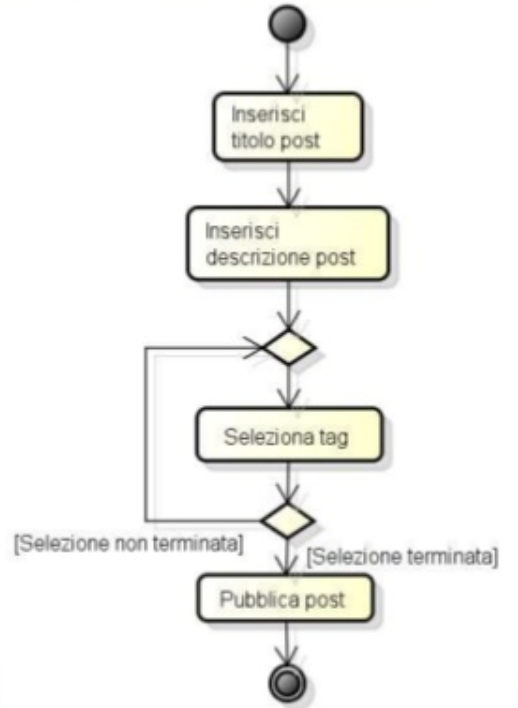 Inserisci
titolo post
Inserisci
descrizione post
Seleziona tag
[Selezione non terminata]
[Selezione terminata]
Pubblica post